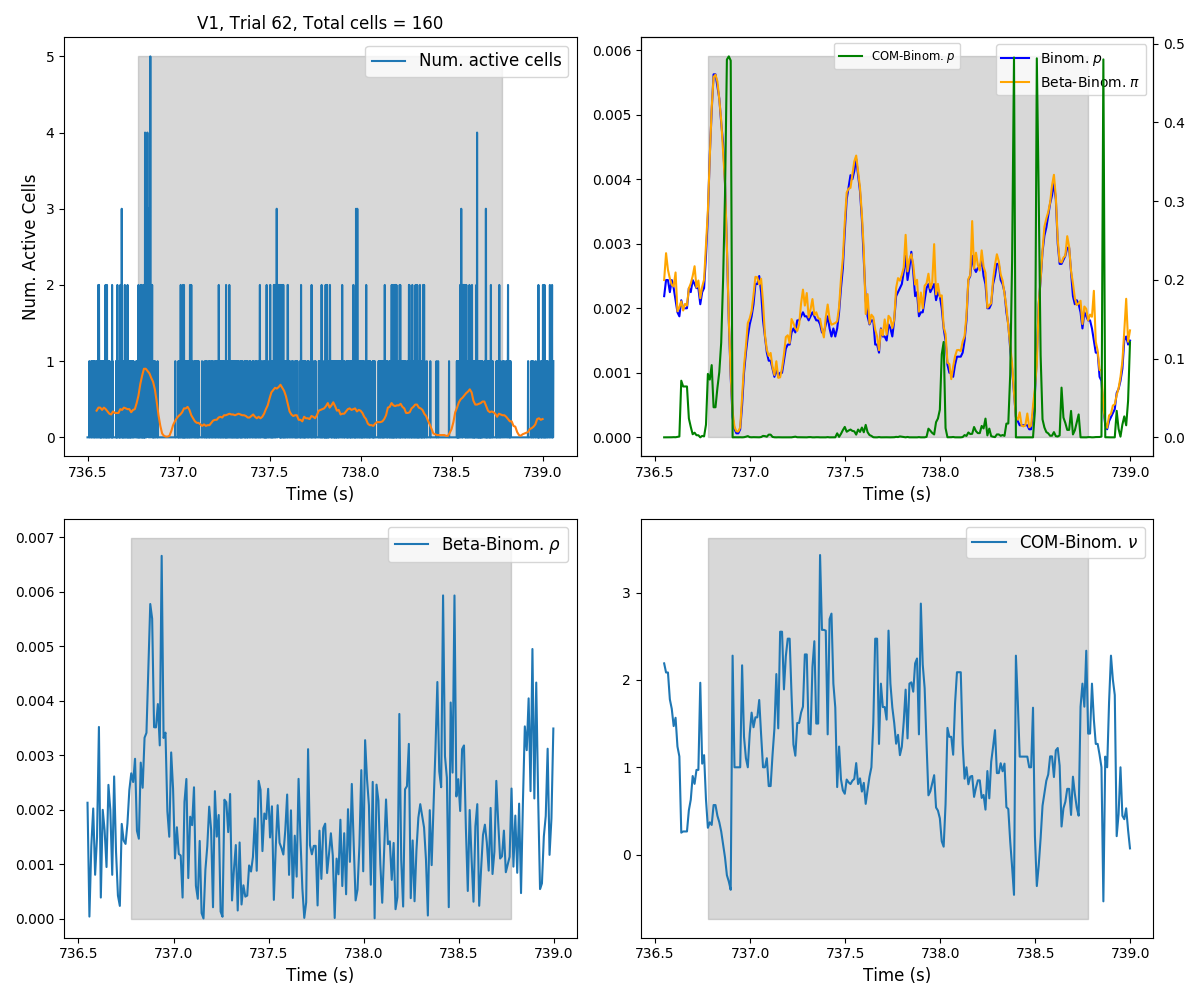 V1, Trial 62, Total cells = 160
Num. active cells
Num. Active Cells
5
4
3
2
1
0
736.5 737.0 737.5 738.0 738.5 739.0
Time (s)
COM-Binom. p
Binom. p
Beta-Binom. π
0.006
0.005
0.004
0.003
0.002
0.001
0.000
0.5
0.4
0.3
0.2
0.1
0.0
736.5 737.0 737.5 738.0 738.5 739.0
Time (s)
Beta-Binom. ρ
0.007
0.006
0.005
0.004
0.003
0.002
0.001
0.000
736.5 737.0 737.5 738.0 738.5 739.0
Time (s)
COM-Binom. ν
3
2
1
0
736.5 737.0 737.5 738.0 738.5 739.0
Time (s)